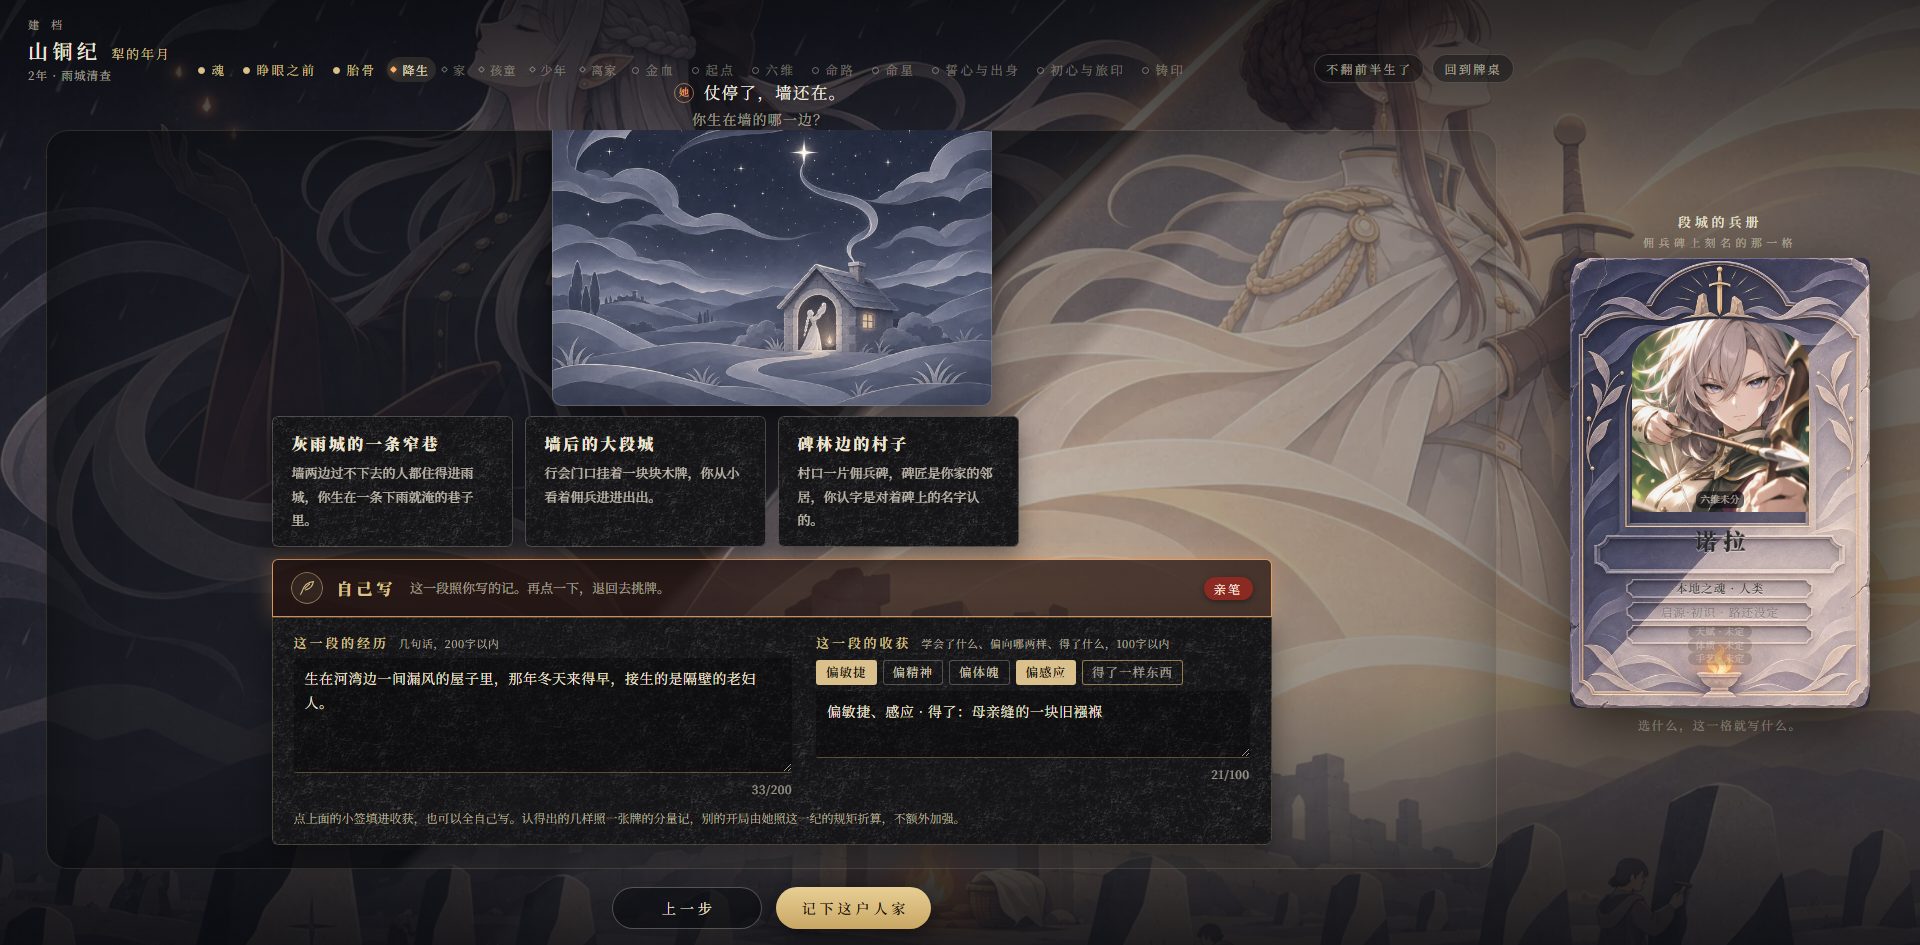 建 档
山铜纪 犁的年月
2年 · 雨城清查
魂 睁眼之前 胎骨 降生 家 孩童 少年 离家 金血 起点 六维 命路 命星 誓心与出身 初心与旅印 铸印
不翻前半生了 回到牌桌
她 仗停了，墙还在。
你生在墙的哪一边？
灰雨城的一条窄巷
墙两边过不下去的人都住得进雨
城，你生在一条下雨就淹的巷子
里。
墙后的大段城
行会门口挂着一块块木牌，你从小
看着佣兵进进出出。
碑林边的村子
村口一片佣兵碑，碑匠是你家的邻
居，你认字是对着碑上的名字认
的。
自己写 这一段照你写的记。再点一下，退回去挑牌。 亲笔
这一段的经历 几句话，200字以内
生在河湾边一间漏风的屋子里，那年冬天来得早，接生的是隔壁的老妇
人。
33/200
这一段的收获 学会了什么、偏向哪两样、得了什么，100字以内
偏敏捷 偏精神 偏体魄 偏感应 得了一样东西
偏敏捷、感应 · 得了：母亲缝的一块旧襁褓
21/100
点上面的小签填进收获，也可以全自己写。认得出的几样照一张牌的分量记，别的开局由她照这一纪的规矩折算，不额外加强。
上一步 记下这户人家
段城的兵册
佣兵碑上刻名的那一格
六维未分
诺拉
本地之魂 · 人类
启源·初识 · 路还没定
天赋 · 未定
体质 · 未定
手艺 · 未定
选什么，这一格就写什么。